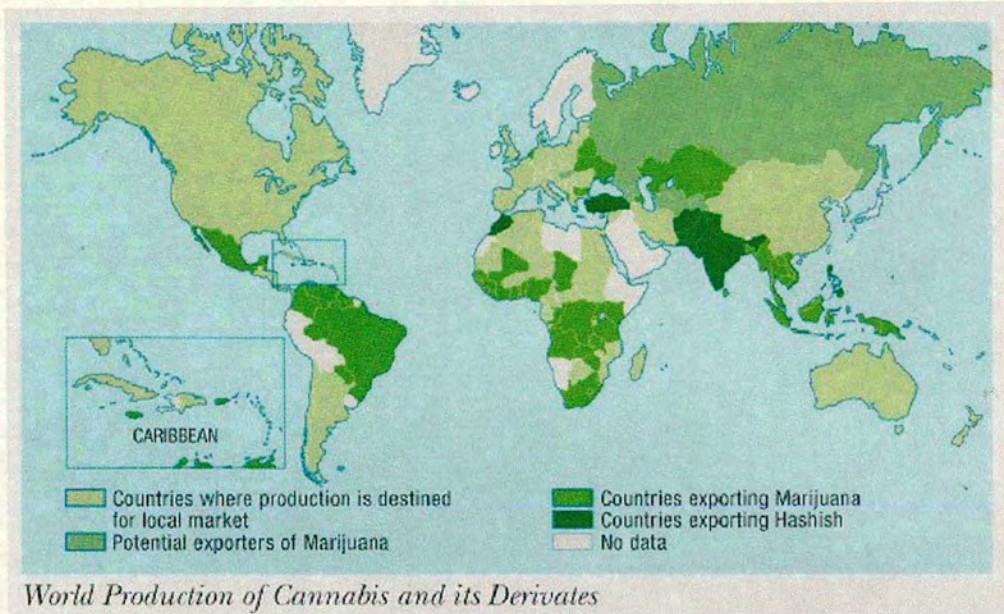 CARIBBEAN
Countries where production is destined
for local market
Potential exporters of Marijuana
Countries exporting Marijuana
Countries exporting Hashish
No data
World Production of Cannabis and its Derivates